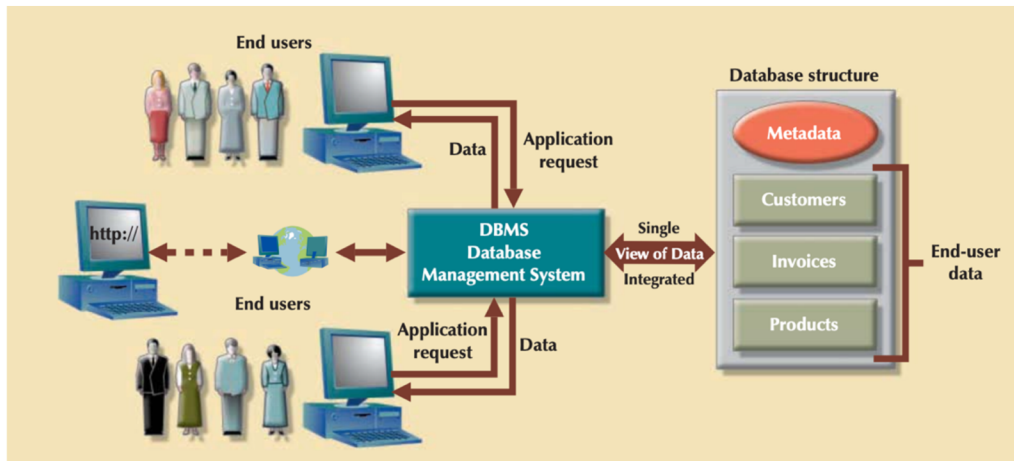 End users
Data
Application
request
http://
DBMS
Database
Management System
Single
View of Data
Integrated
Database structure
Metadata
Customers
Invoices
Products
End-user
data
End users
Application
request
Data